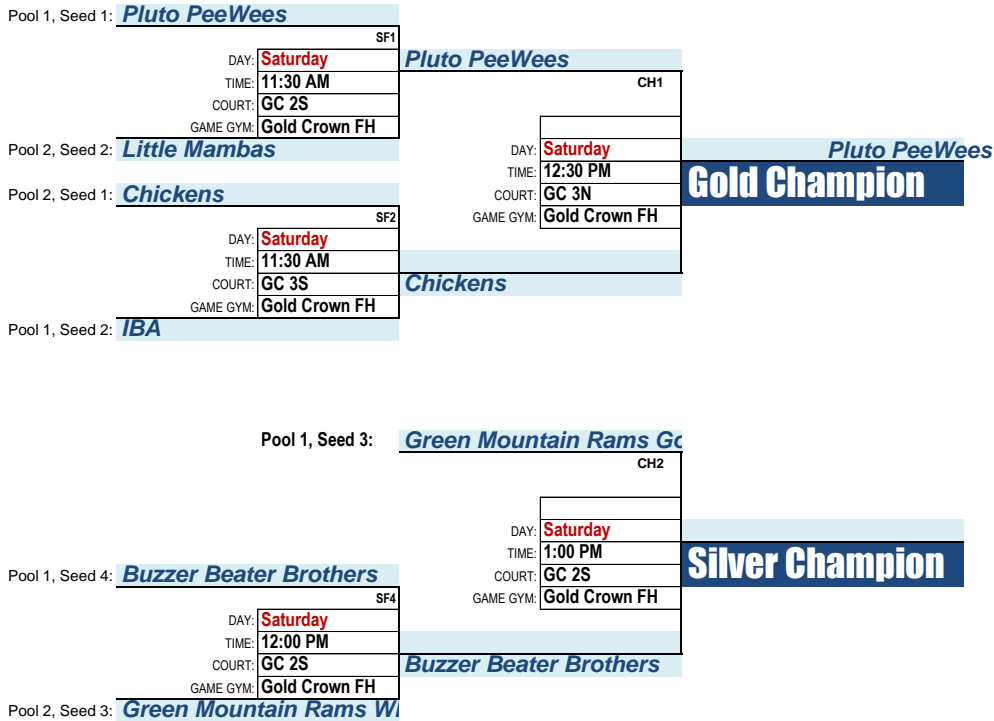 Pool 1, Seed 1: Pluto PeeWees
SF1
DAY: Saturday
TIME: 11:30 AM
COURT: GC 2S
GAME GYM: Gold Crown FH
Pool 2, Seed 2: Little Mambas
Pluto PeeWees
CH1
DAY: Saturday
TIME: 12:30 PM
COURT: GC 3N
GAME GYM: Gold Crown FH
Pluto PeeWees
Gold Champion
Pool 2, Seed 1: Chickens
SF2
DAY: Saturday
TIME: 11:30 AM
COURT: GC 3S
GAME GYM: Gold Crown FH
Chickens
Pool 1, Seed 2: IBA
Pool 1, Seed 3: Green Mountain Rams Go
CH2
DAY: Saturday
TIME: 1:00 PM
COURT: GC 2S
GAME GYM: Gold Crown FH
Silver Champion
Pool 1, Seed 4: Buzzer Beater Brothers
SF4
DAY: Saturday
TIME: 12:00 PM
COURT: GC 2S
GAME GYM: Gold Crown FH
Buzzer Beater Brothers
Pool 2, Seed 3: Green Mountain Rams